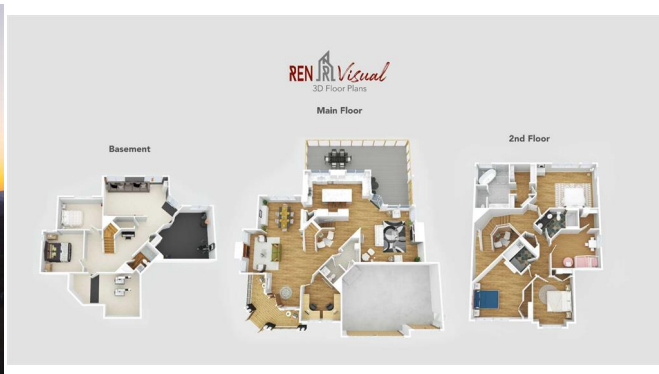 REN Visual
3D Floor Plans
Main Floor
Basement
2nd Floor